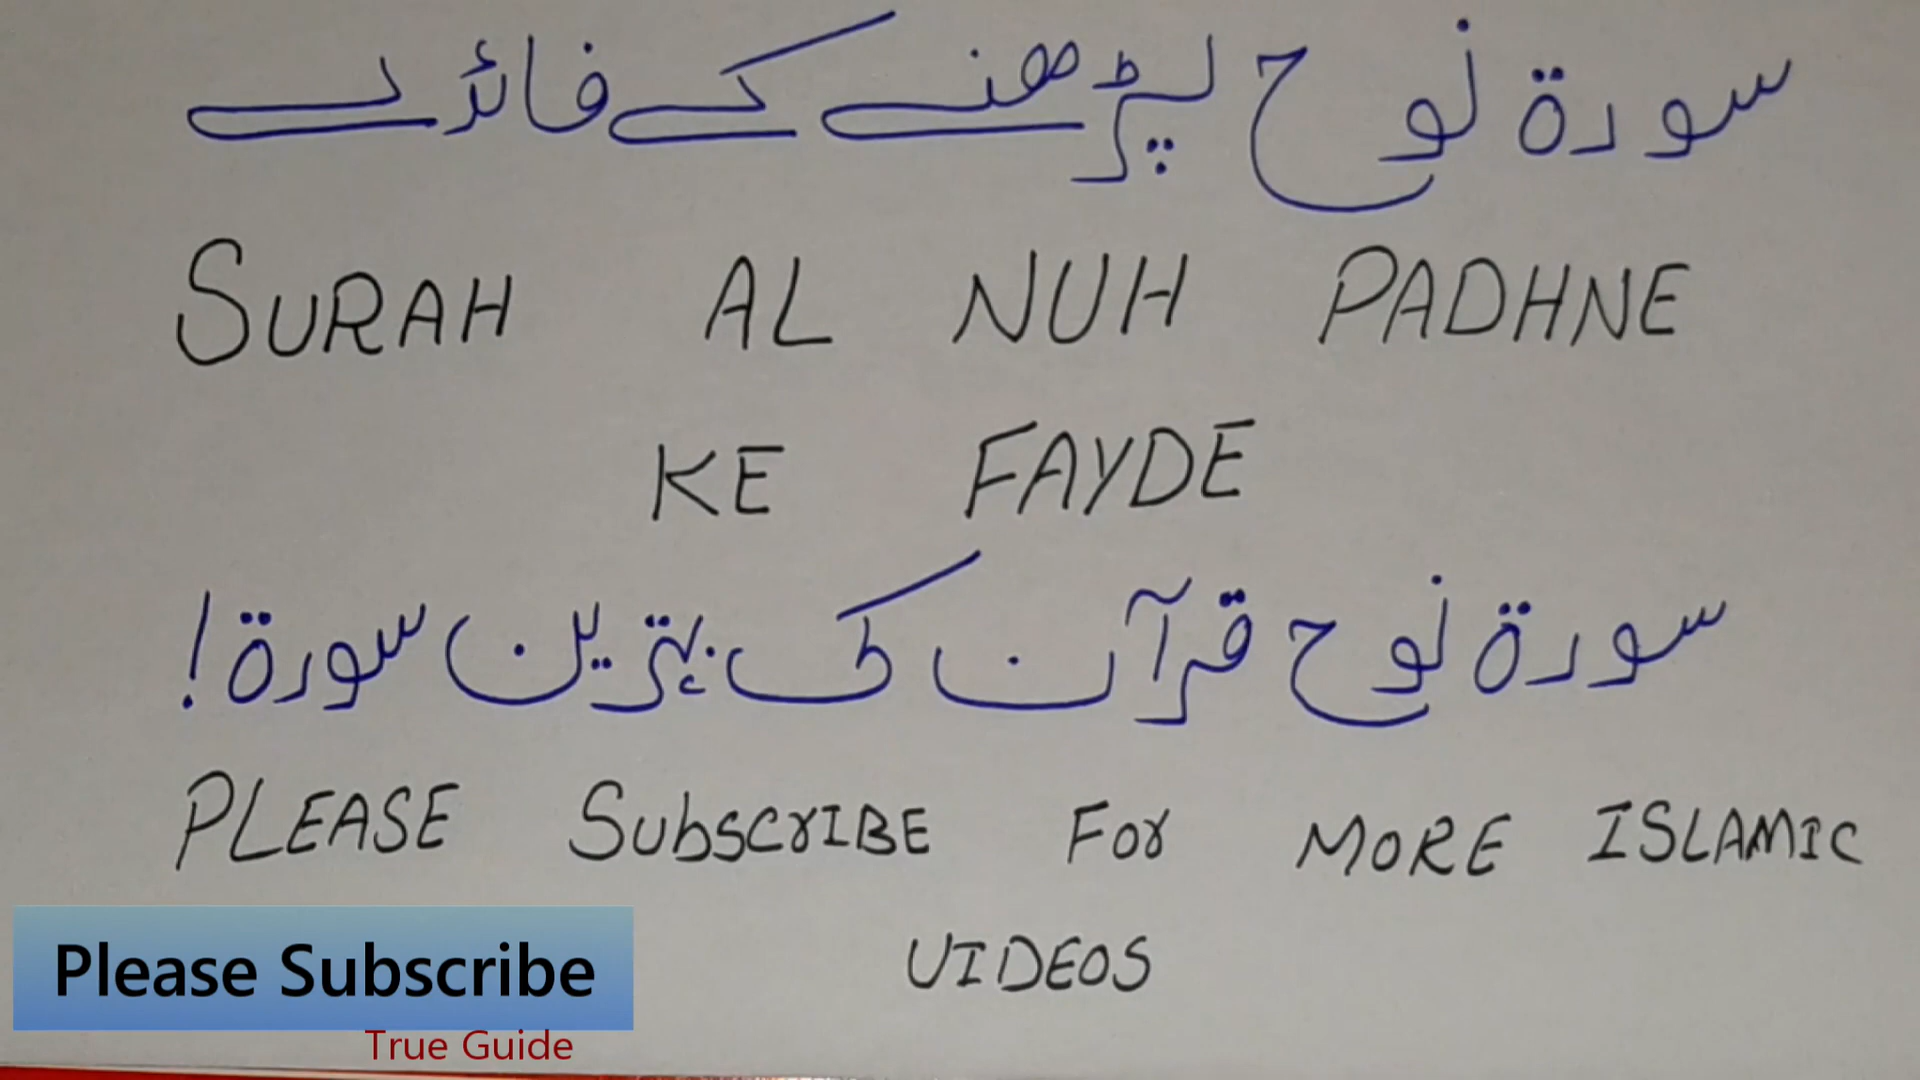 سورۃ نوح پڑھنے کے فائدے
SURAH AL NUH PADHNE
KE FAYDE
سورۃ نوح قرآن کی بہترین سورۃ!
PLEASE SubscrIBE For MoRE ISLAMIC
VIDEOS
Please Subscribe
True Guide